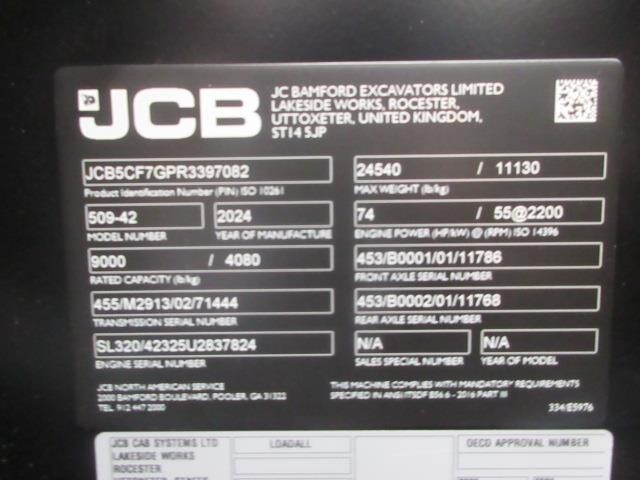 JCB
JC BAMFORD EXCAVATORS LIMITED
LAKESIDE WORKS, ROCESTER,
UTTOXETER, UNITED KINGDOM,
ST14 5JP
JCB5CF7GPR3397082
Product Identification Number (PIN) ISO 10261
509-42 2024
MODEL NUMBER YEAR OF MANUFACTURE
9000 / 4080
RATED CAPACITY (lb/kg)
455/M2913/02/71444
TRANSMISSION SERIAL NUMBER
SL320/42325U2837824
ENGINE SERIAL NUMBER
24540 / 11130
MAX WEIGHT (lb/kg)
74 / 55@2200
ENGINE POWER (HP/kW) @ (RPM) ISO 14396
453/B0001/01/11786
FRONT AXLE SERIAL NUMBER
453/B0002/01/11768
REAR AXLE SERIAL NUMBER
N/A N/A
SALES SPECIAL NUMBER YEAR OF MODEL
JCB NORTH AMERICAN SERVICE
2000 BAMFORD BOULEVARD, POOLER, GA 31322
TEL 912 447 2000
THIS MACHINE COMPLIES WITH MANDATORY REQUIREMENTS
SPECIFIED IN ANSI ITSDF B56.6 - 2016 PART III
334/E5976
JCB CAB SYSTEMS LTD
LAKESIDE WORKS
ROCESTER
LOADALL
OECD APPROVAL NUMBER